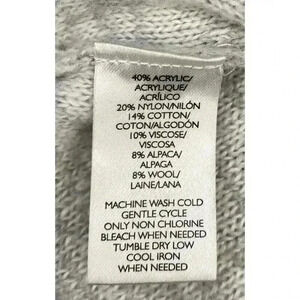 40% ACRYLIC/
ACRYLIQUE/
ACRÍLICO
20% NYLON/NILÓN
14% COTTON/
COTON/ALGODÓN
10% VISCOSE/
VISCOSA
8% ALPACA/
ALPAGA
8% WOOL/
LAINE/LANA
MACHINE WASH COLD
GENTLE CYCLE
ONLY NON CHLORINE
BLEACH WHEN NEEDED
TUMBLE DRY LOW
COOL IRON
WHEN NEEDED